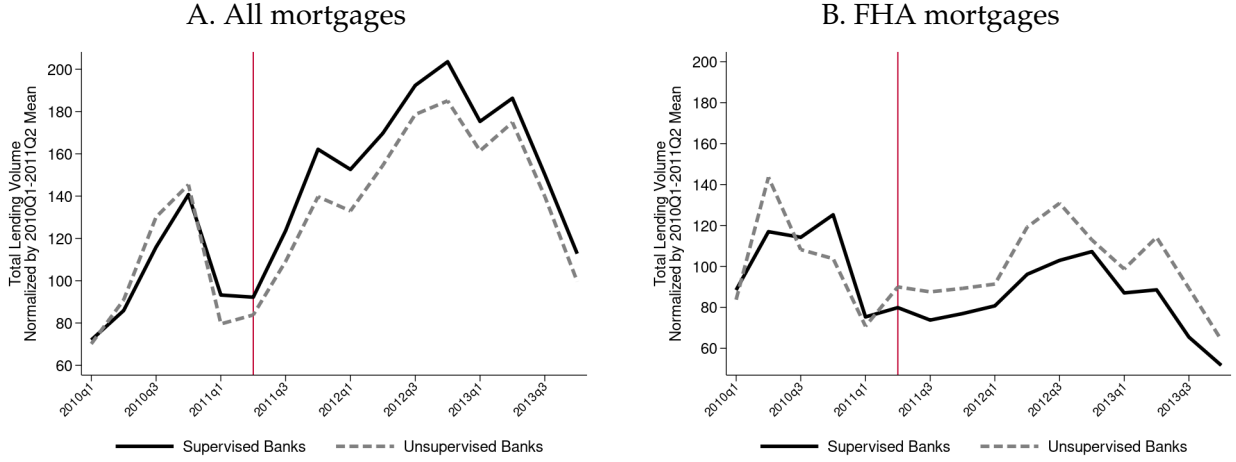 A. All mortgages
Total Lending Volume
Normalized by 2010Q1-2011Q2 Mean
200
180
160
140
120
100
80
60
2010q1
2010q3
2011q1
2011q3
2012q1
2012q3
2013q1
2013q3
Supervised Banks
Unsupervised Banks
B. FHA mortgages
Total Lending Volume
Normalized by 2010Q1-2011Q2 Mean
200
180
160
140
120
100
80
60
2010q1
2010q3
2011q1
2011q3
2012q1
2012q3
2013q1
2013q3
Supervised Banks
Unsupervised Banks